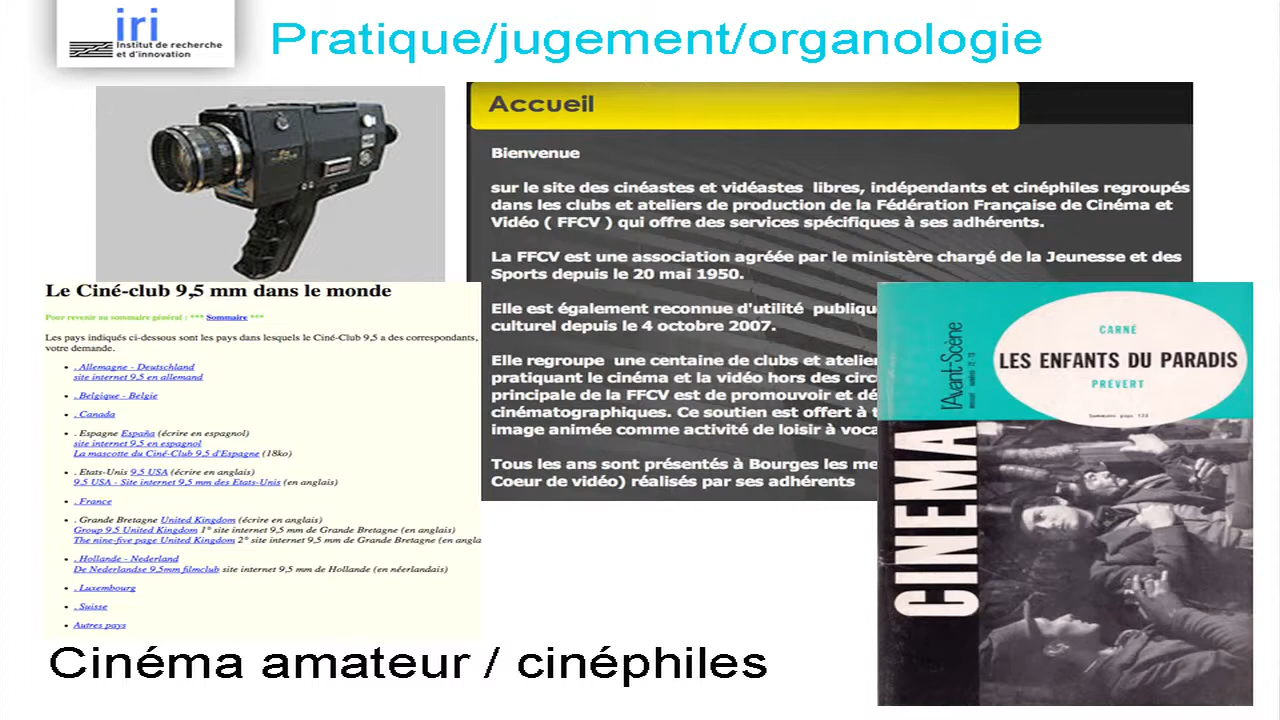 iri
Institut de recherche
et d'innovation
Pratique/jugement/organologie
Accueil
Bienvenue
sur le site des cinéastes et vidéastes libres, indépendants et cinéphiles regroupés
dans les clubs et ateliers de production de la Fédération Française de Cinéma et
Vidéo ( FFCV ) qui offre des services spécifiques à ses adhérents.
La FFCV est une association agréée par le ministère chargé de la Jeunesse et des
Sports depuis le 20 mai 1950.
Elle est également reconnue d'utilité publiqu
culturel depuis le 4 octobre 2007.
Elle regroupe une centaine de clubs et atelier
pratiquant le cinéma et la vidéo hors des circ
principale de la FFCV est de promouvoir et dé
cinématographiques. Ce soutien est offert à t
image animée comme activité de loisir à voca
Tous les ans sont présentés à Bourges les me
Coeur de vidéo) réalisés par ses adhérents
Le Ciné-club 9,5 mm dans le monde
Pour revenir au sommaire général : *** Sommaire ***
Les pays indiqués ci-dessous sont les pays dans lesquels le Ciné-Club 9,5 a des correspondants,
votre demande.
. Allemagne - Deutschland
site internet 9,5 en allemand
. Belgique - Belgie
. Canada
. Espagne España (écrire en espagnol)
site internet 9,5 en espagnol
La mascotte du Ciné-Club 9,5 d'Espagne (18ko)
. Etats-Unis 9,5 USA (écrire en anglais)
9,5 USA - Site internet 9,5 mm des Etats-Unis (en anglais)
. France
. Grande Bretagne United Kingdom (écrire en anglais)
Group 9,5 United Kingdom 1° site internet 9,5 mm de Grande Bretagne (en anglais)
The nine-five page United Kingdom 2° site internet 9,5 mm de Grande Bretagne (en angla
. Hollande - Nederland
De Nederlandse 9,5mm filmclub site internet 9,5 mm de Hollande (en néerlandais)
. Luxembourg
. Suisse
Autres pays
l'Avant-Scène
CINEMA
CARNÉ
LES ENFANTS DU PARADIS
PRÉVERT
Cinéma amateur / cinéphiles